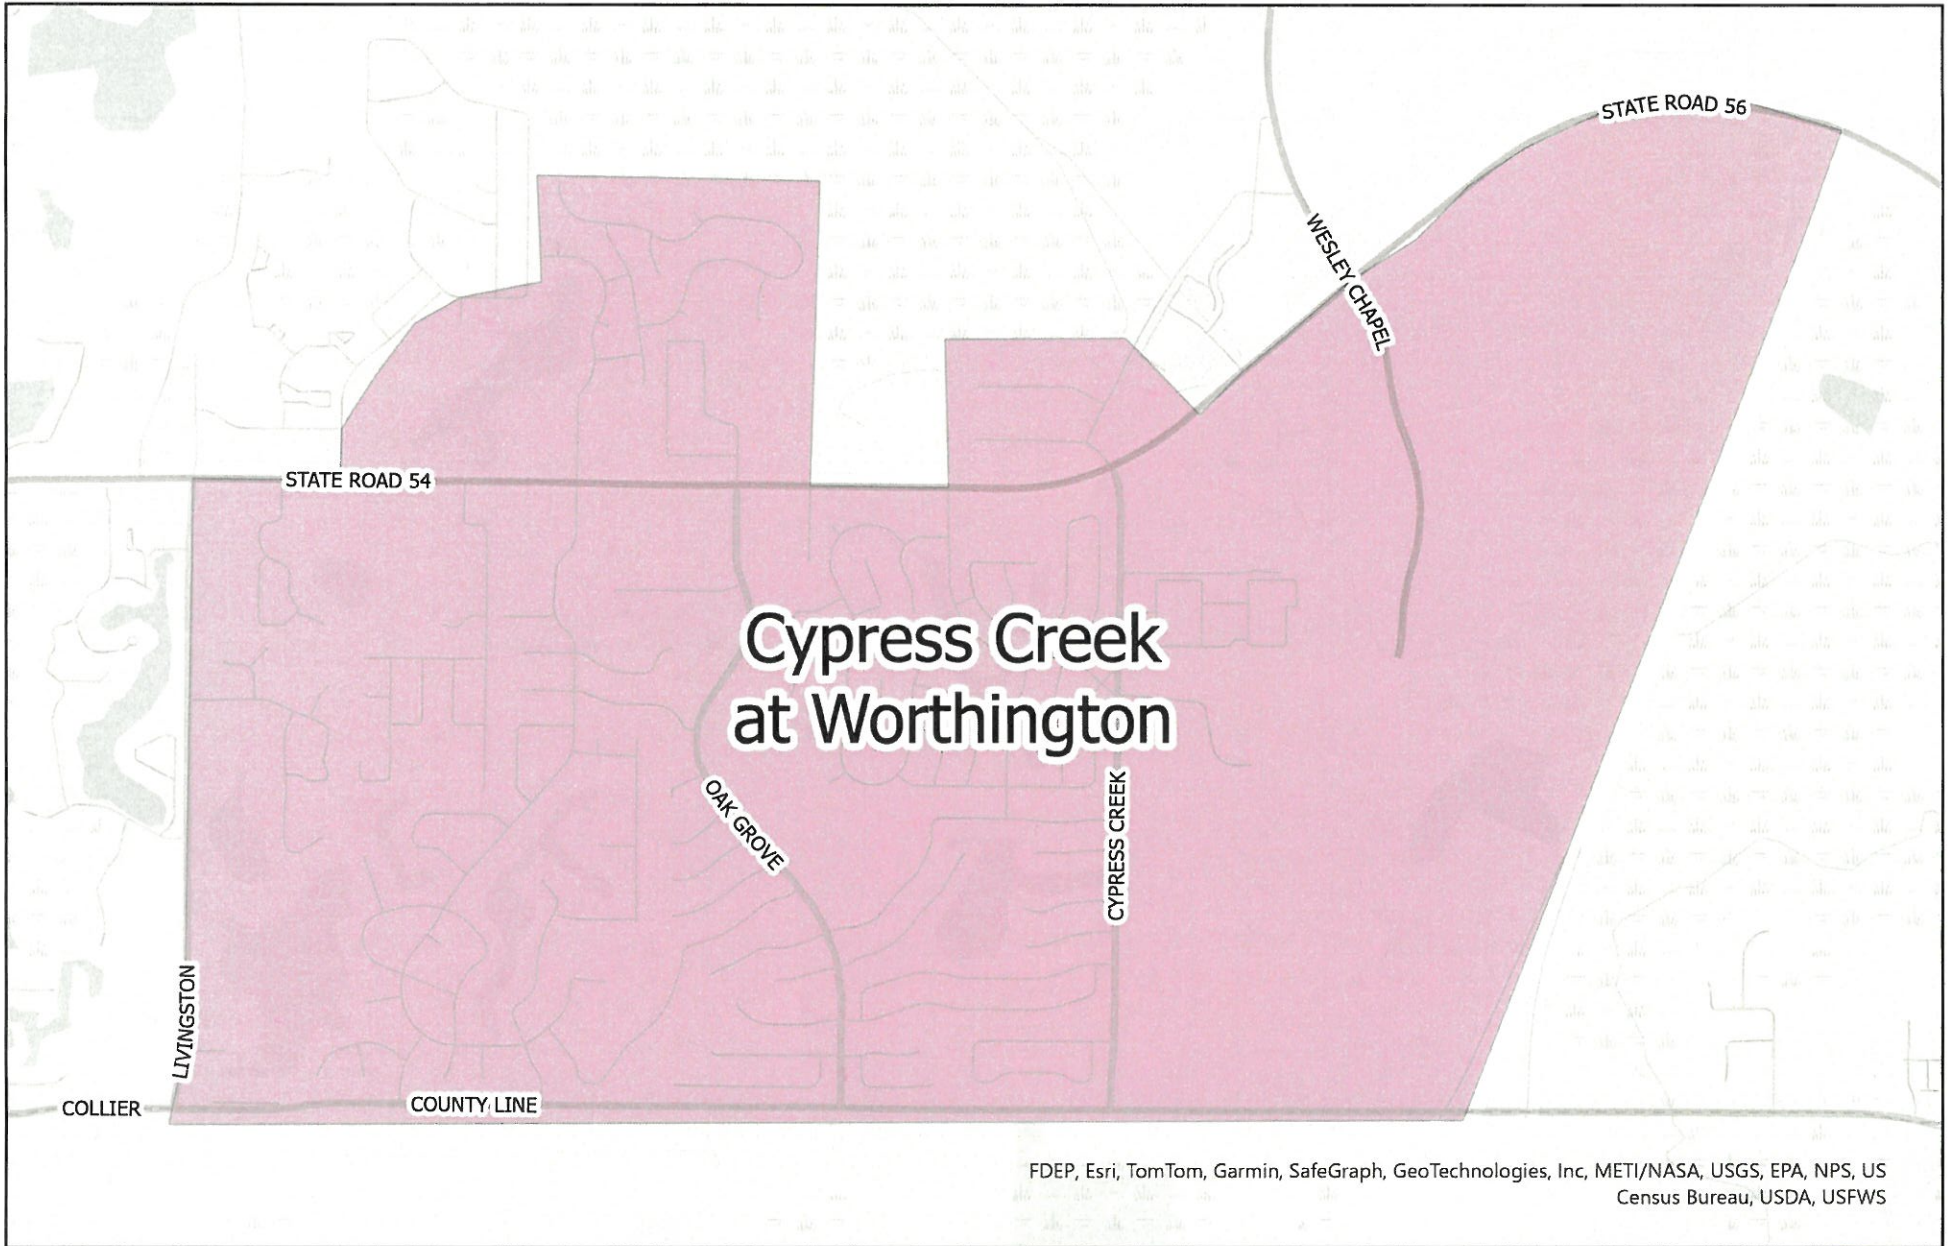 STATE ROAD 56
WESLEY CHAPEL
STATE ROAD 54
Cypress Creek
at Worthington
OAK GROVE
CYPRESS CREEK
LIVINGSTON
COLLIER
COUNTY LINE
FDEP, Esri, TomTom, Garmin, SafeGraph, GeoTechnologies, Inc, METI/NASA, USGS, EPA, NPS, US
Census Bureau, USDA, USFWS